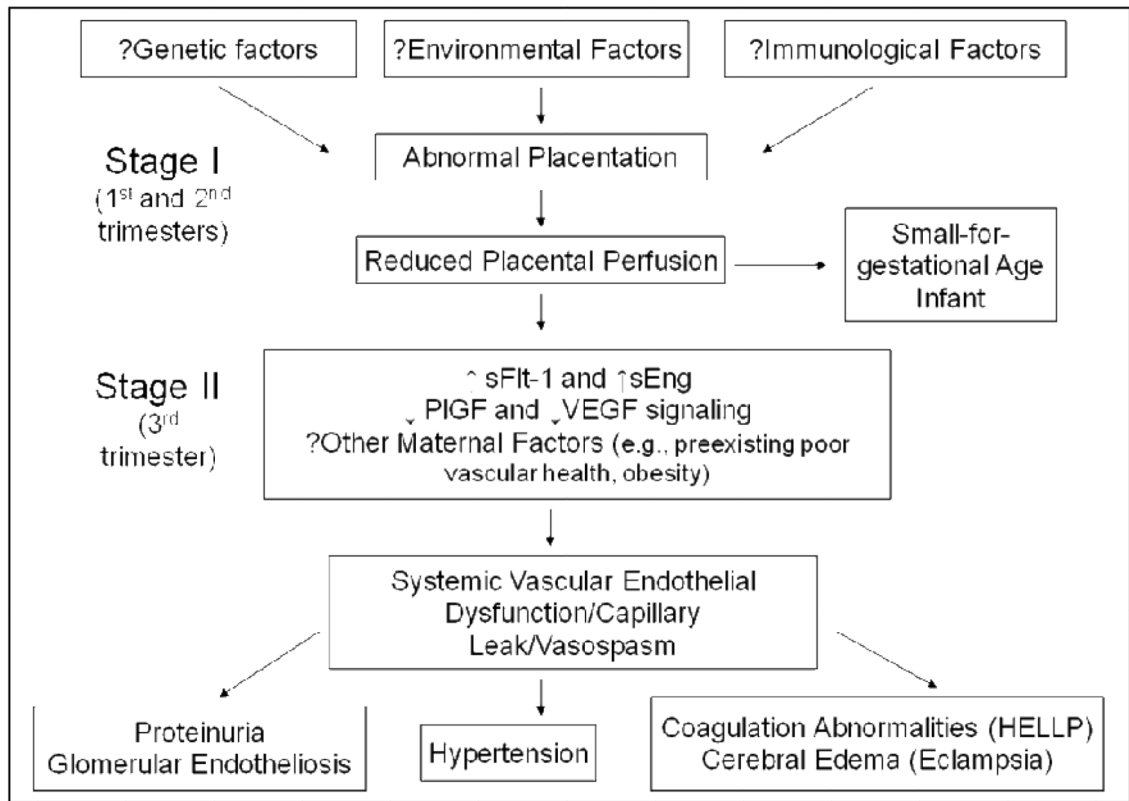 ?Genetic factors
?Environmental Factors
?Immunological Factors
Stage I
(1st and 2nd
trimesters)
Abnormal Placentation
Reduced Placental Perfusion
Small-for-
gestational Age
Infant
Stage II
(3rd
trimester)
↑ sFlt-1 and ↑sEng
↓ PlGF and ↓VEGF signaling
?Other Maternal Factors (e.g., preexisting poor
vascular health, obesity)
Systemic Vascular Endothelial
Dysfunction/Capillary
Leak/Vasospasm
Proteinuria
Glomerular Endotheliosis
Hypertension
Coagulation Abnormalities (HELLP)
Cerebral Edema (Eclampsia)